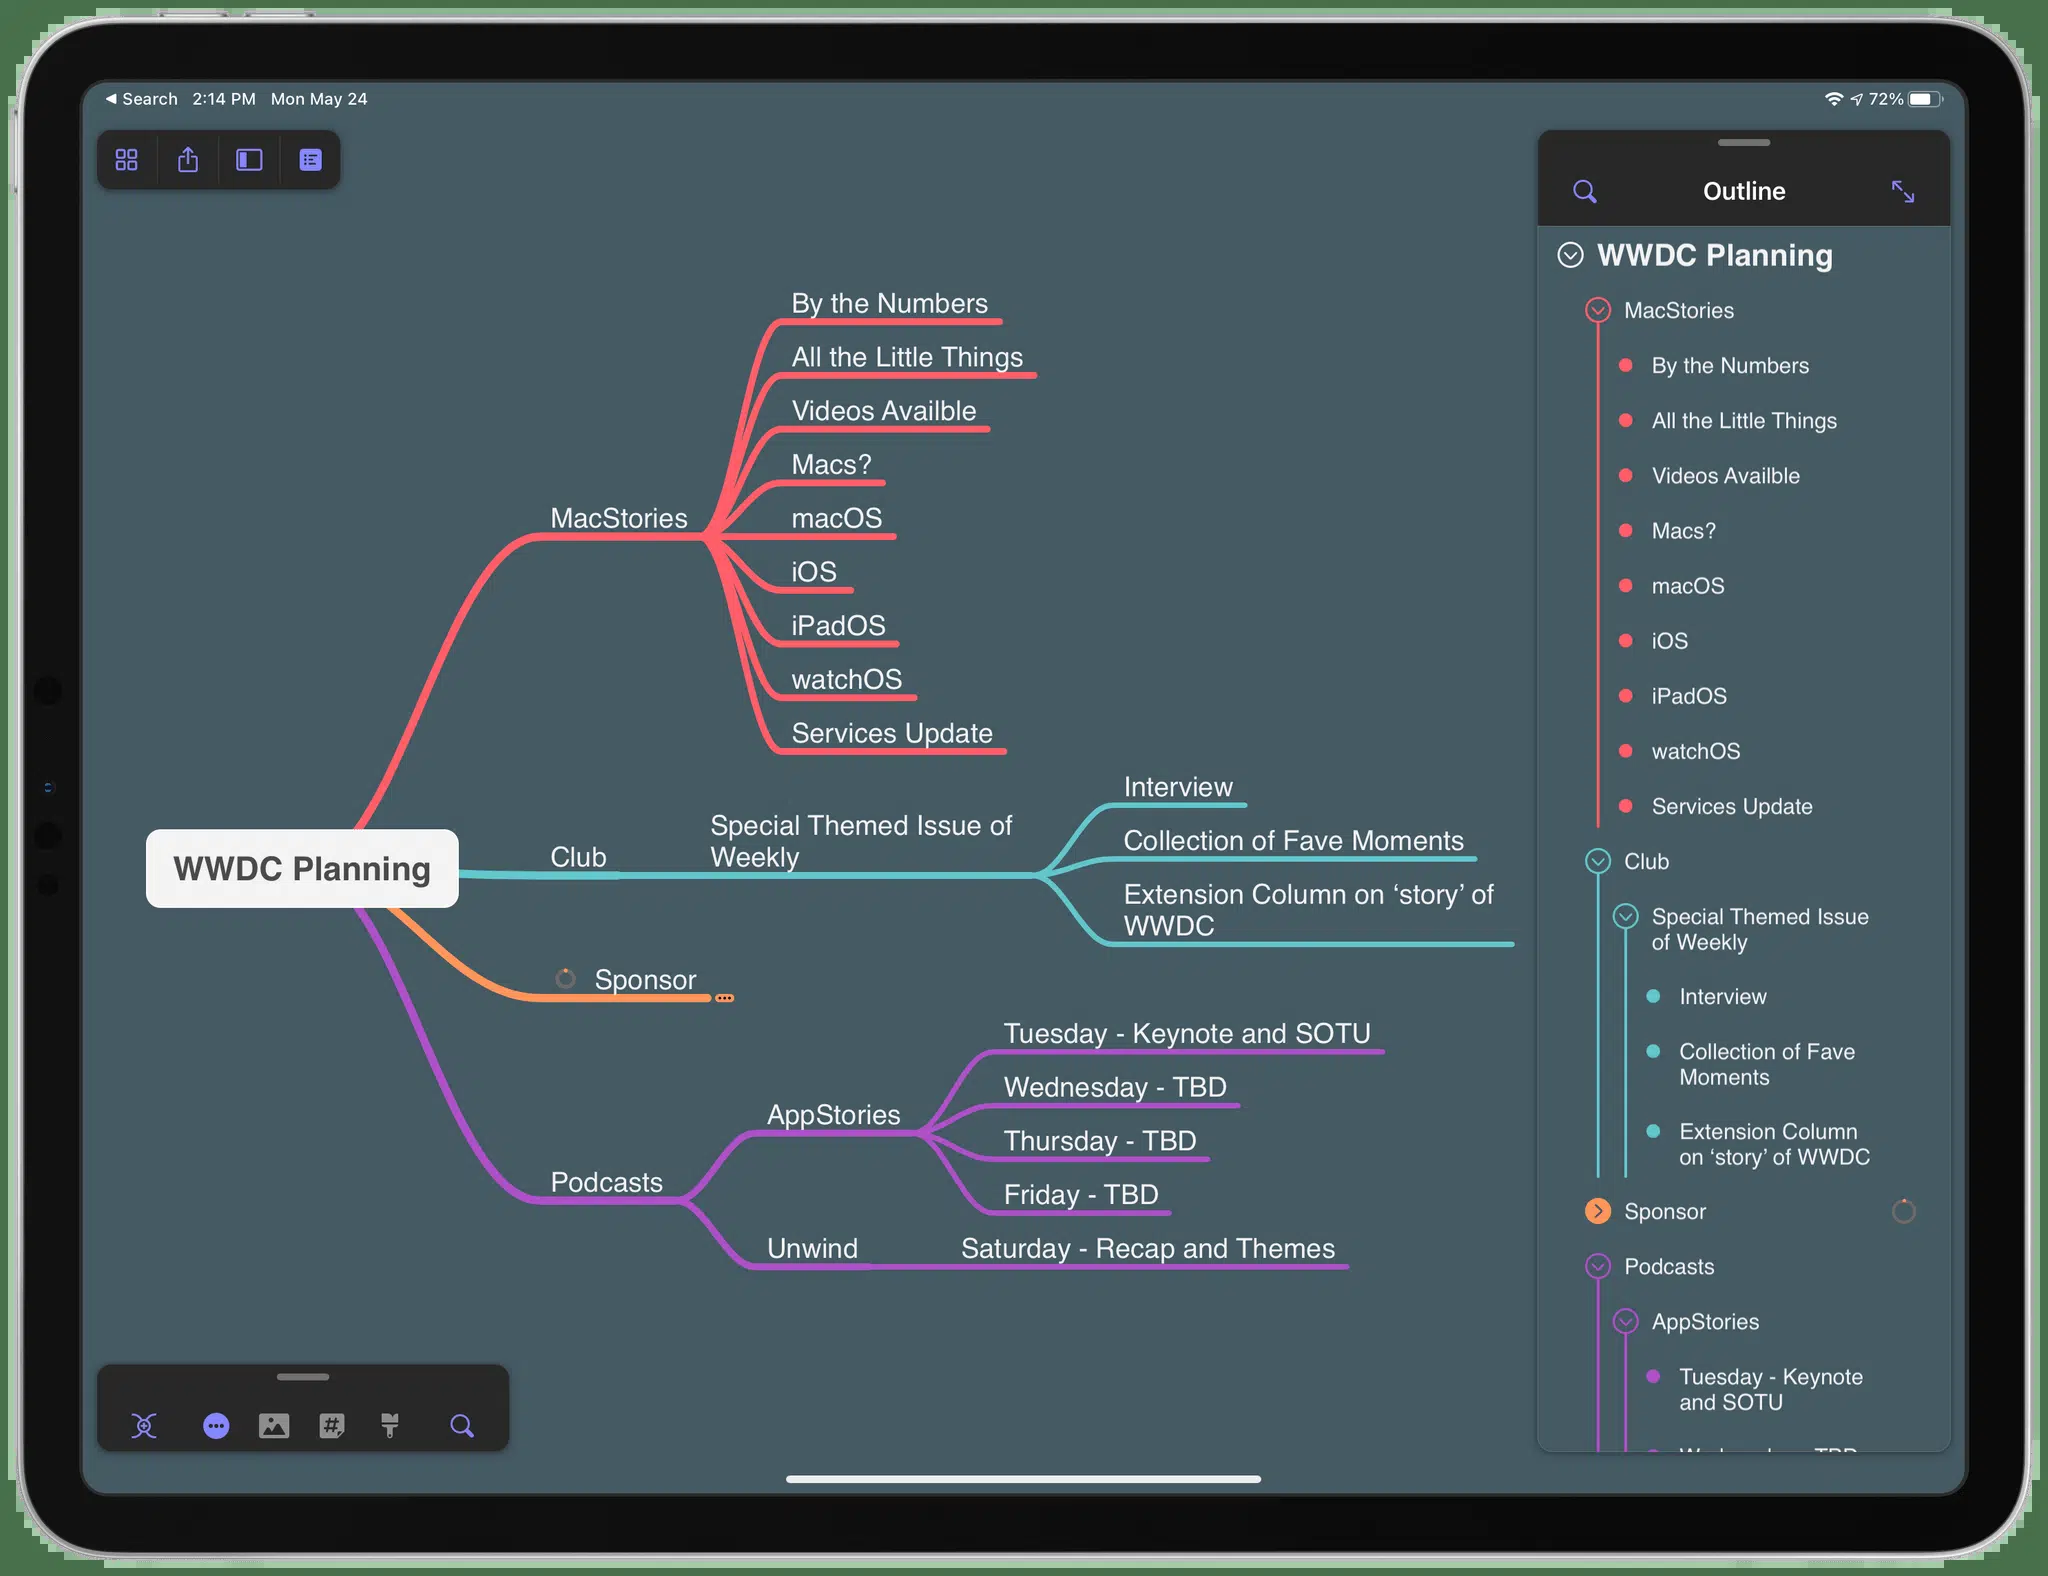 Search 2:14 PM Mon May 24
72%
By the Numbers
All the Little Things
Videos Availble
Macs?
MacStories
macOS
iOS
iPadOS
watchOS
Services Update
WWDC Planning
Club
Special Themed Issue of
Weekly
Interview
Collection of Fave Moments
Extension Column on ‘story’ of
WWDC
Sponsor
Podcasts
AppStories
Tuesday - Keynote and SOTU
Wednesday - TBD
Thursday - TBD
Friday - TBD
Unwind
Saturday - Recap and Themes
Outline
WWDC Planning
MacStories
By the Numbers
All the Little Things
Videos Availble
Macs?
macOS
iOS
iPadOS
watchOS
Services Update
Club
Special Themed Issue
of Weekly
Interview
Collection of Fave
Moments
Extension Column
on ‘story’ of WWDC
Sponsor
Podcasts
AppStories
Tuesday - Keynote
and SOTU
Wednesday - TBD